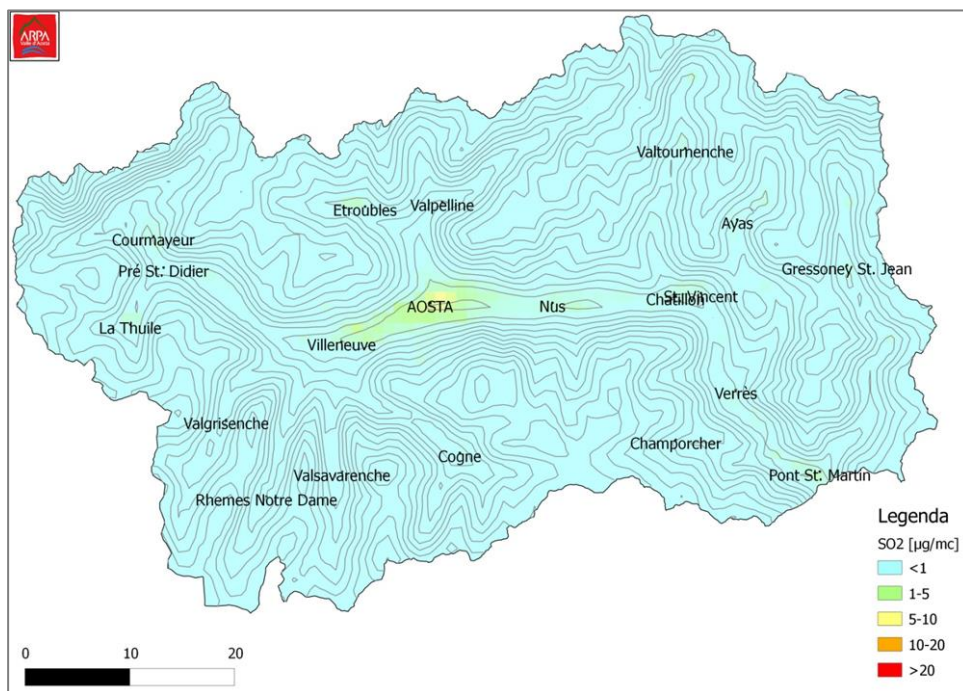 ARPA
Valle d'Aosta
Valtournenche
Etroubles
Valpelline
Ayas
Courmayeur
Pré St. Didier
Gressoney St. Jean
AOSTA
Nus
Chatillon
St. Vincent
La Thuile
Villeneuve
Verrès
Valgrisenche
Champorcher
Cogne
Valsavarenche
Pont St. Martin
Rhemes Notre Dame
Legenda
SO2 [µg/mc]
<1
1-5
5-10
10-20
>20
0 10 20